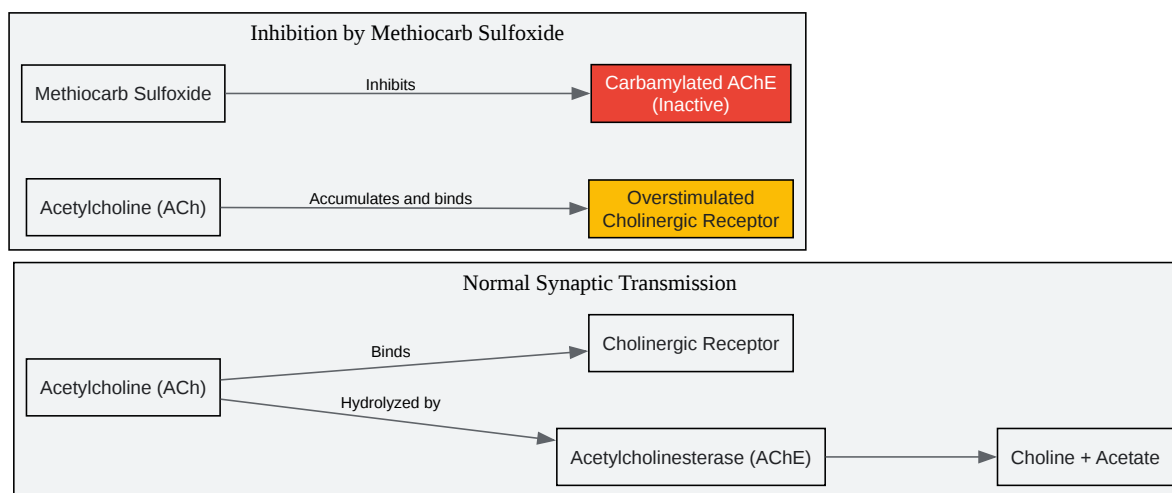 Inhibition by Methiocarb Sulfoxide
Methiocarb Sulfoxide
Inhibits
Carbamylated AChE
(Inactive)
Acetylcholine (ACh)
Accumulates and binds
Overstimulated
Cholinergic Receptor
Normal Synaptic Transmission
Acetylcholine (ACh)
Binds
Cholinergic Receptor
Hydrolyzed by
Acetylcholinesterase (AChE)
Choline + Acetate